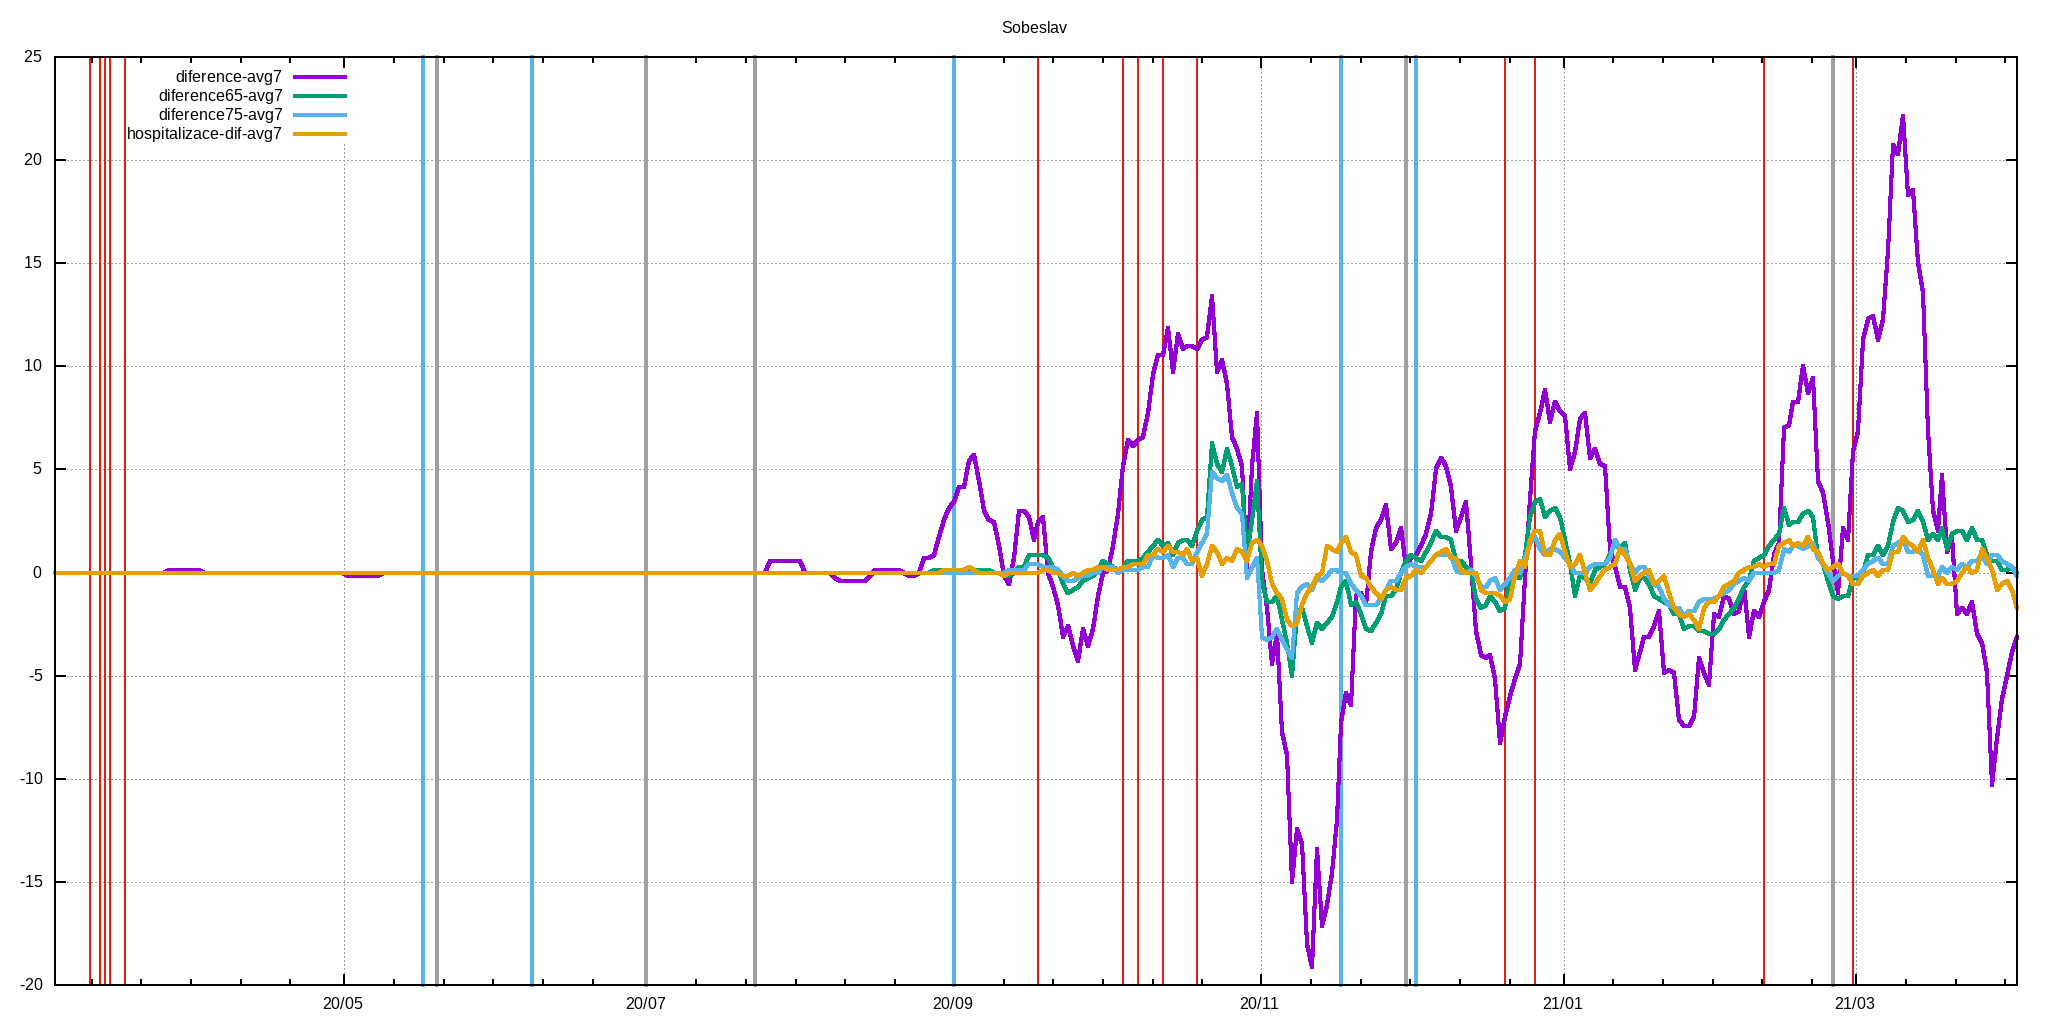 Sobeslav
25
diference-avg7
diference65-avg7
diference75-avg7
hospitalizace-dif-avg7
20
15
10
5
0
-5
-10
-15
-20
20/05 20/07 20/09 20/11 21/01 21/03